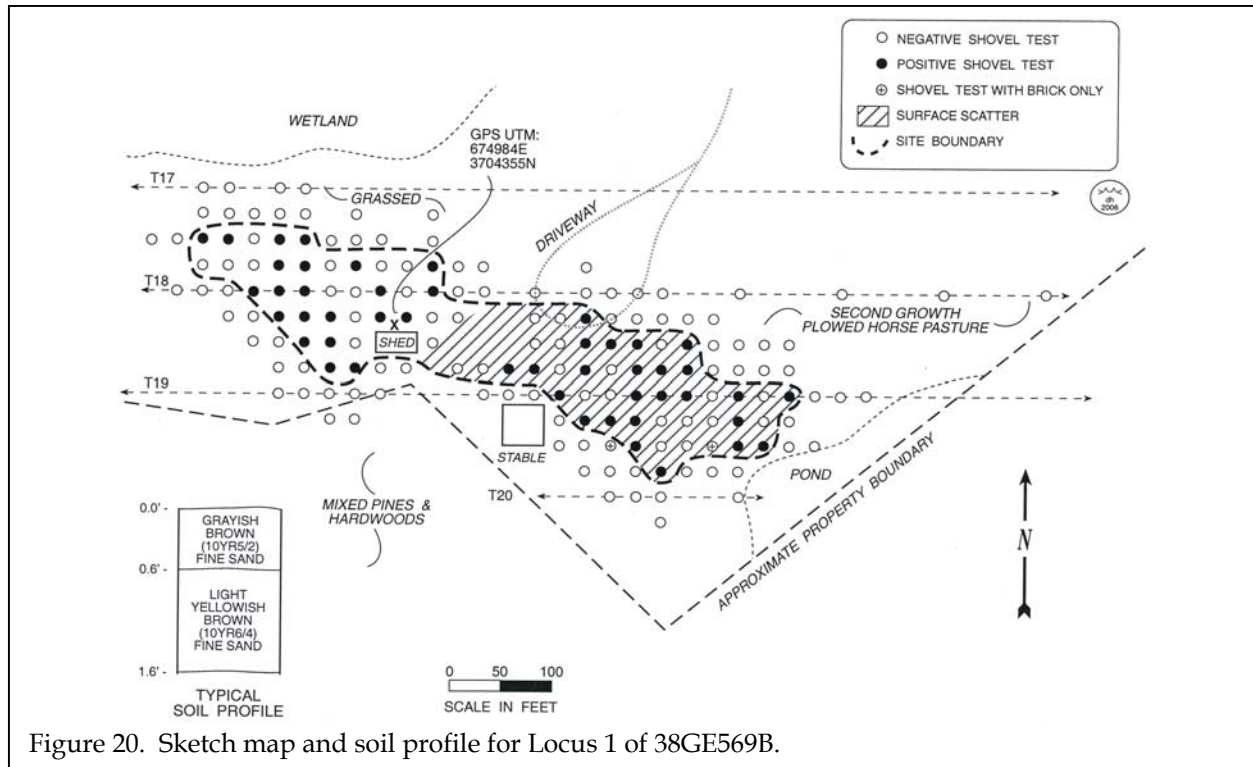 NEGATIVE SHOVEL TEST
POSITIVE SHOVEL TEST
SHOVEL TEST WITH BRICK ONLY
SURFACE SCATTER
SITE BOUNDARY
WETLAND
GPS UTM:
674984E
3704355N
T17
GRASSED
DRIVEWAY
dh
2006
T18
SECOND GROWTH
PLOWED HORSE PASTURE
X
SHED
T19
STABLE
POND
MIXED PINES &
HARDWOODS
T20
APPROXIMATE PROPERTY BOUNDARY
N
0.0' -
GRAYISH
BROWN
(10YR5/2)
FINE SAND
0.6' -
LIGHT
YELLOWISH
BROWN
(10YR6/4)
FINE SAND
1.6' -
TYPICAL
SOIL PROFILE
0 50 100
SCALE IN FEET
Figure 20. Sketch map and soil profile for Locus 1 of 38GE569B.